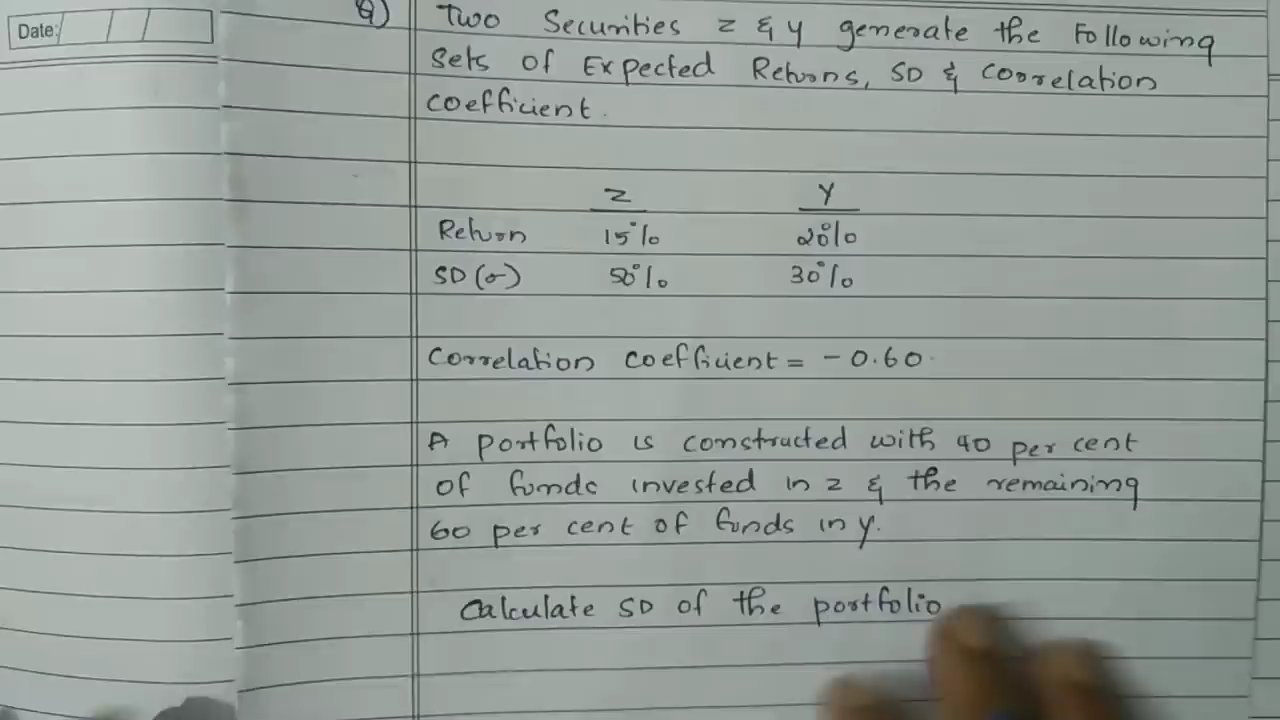 Date:
Q) Two Securities z & y generate the Following
Sets of Expected Returns, SD & Correlation
coefficient.
Z Y
Return 15% 20%
SD (σ) 50% 30%
Correlation coefficient = -0.60.
A portfolio is constructed with 40 per cent
of funds invested in z & the remaining
60 per cent of funds in y.
Calculate SD of the portfolio